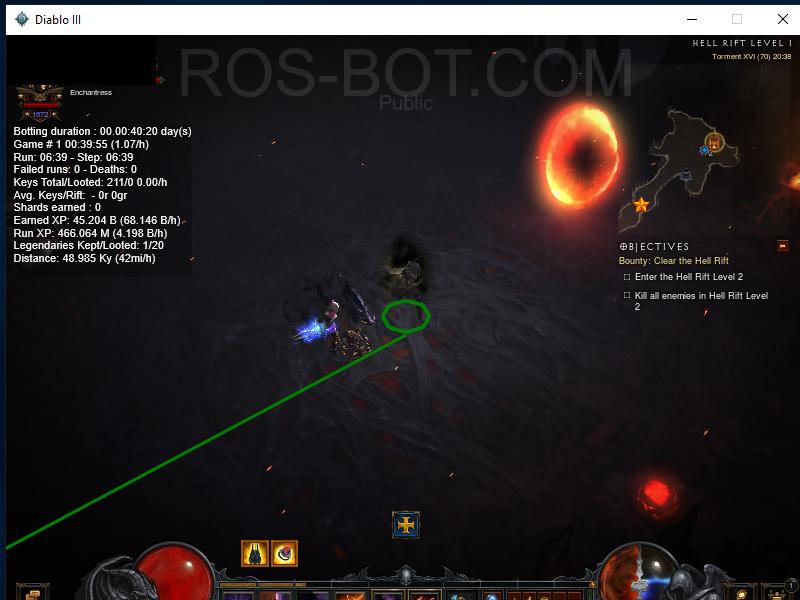 Diablo III
HELL RIFT LEVEL 1
Torment XVI (70) 20:38
ROS-BOT.COM
Public
Enchantress
1672
Botting duration : 00.00:40:20 day(s)
Game # 1 00:39:55 (1.07/h)
Run: 06:39 - Step: 06:39
Failed runs: 0 - Deaths: 0
Keys Total/Looted: 211/0 0.00/h
Avg. Keys/Rift: - 0r 0gr
Shards earned : 0
Earned XP: 45.204 B (68.146 B/h)
Run XP: 466.064 M (4.198 B/h)
Legendaries Kept/Looted: 1/20
Distance: 48.985 Ky (42mi/h)
OBJECTIVES
Bounty: Clear the Hell Rift
Enter the Hell Rift Level 2
Kill all enemies in Hell Rift Level
2
1